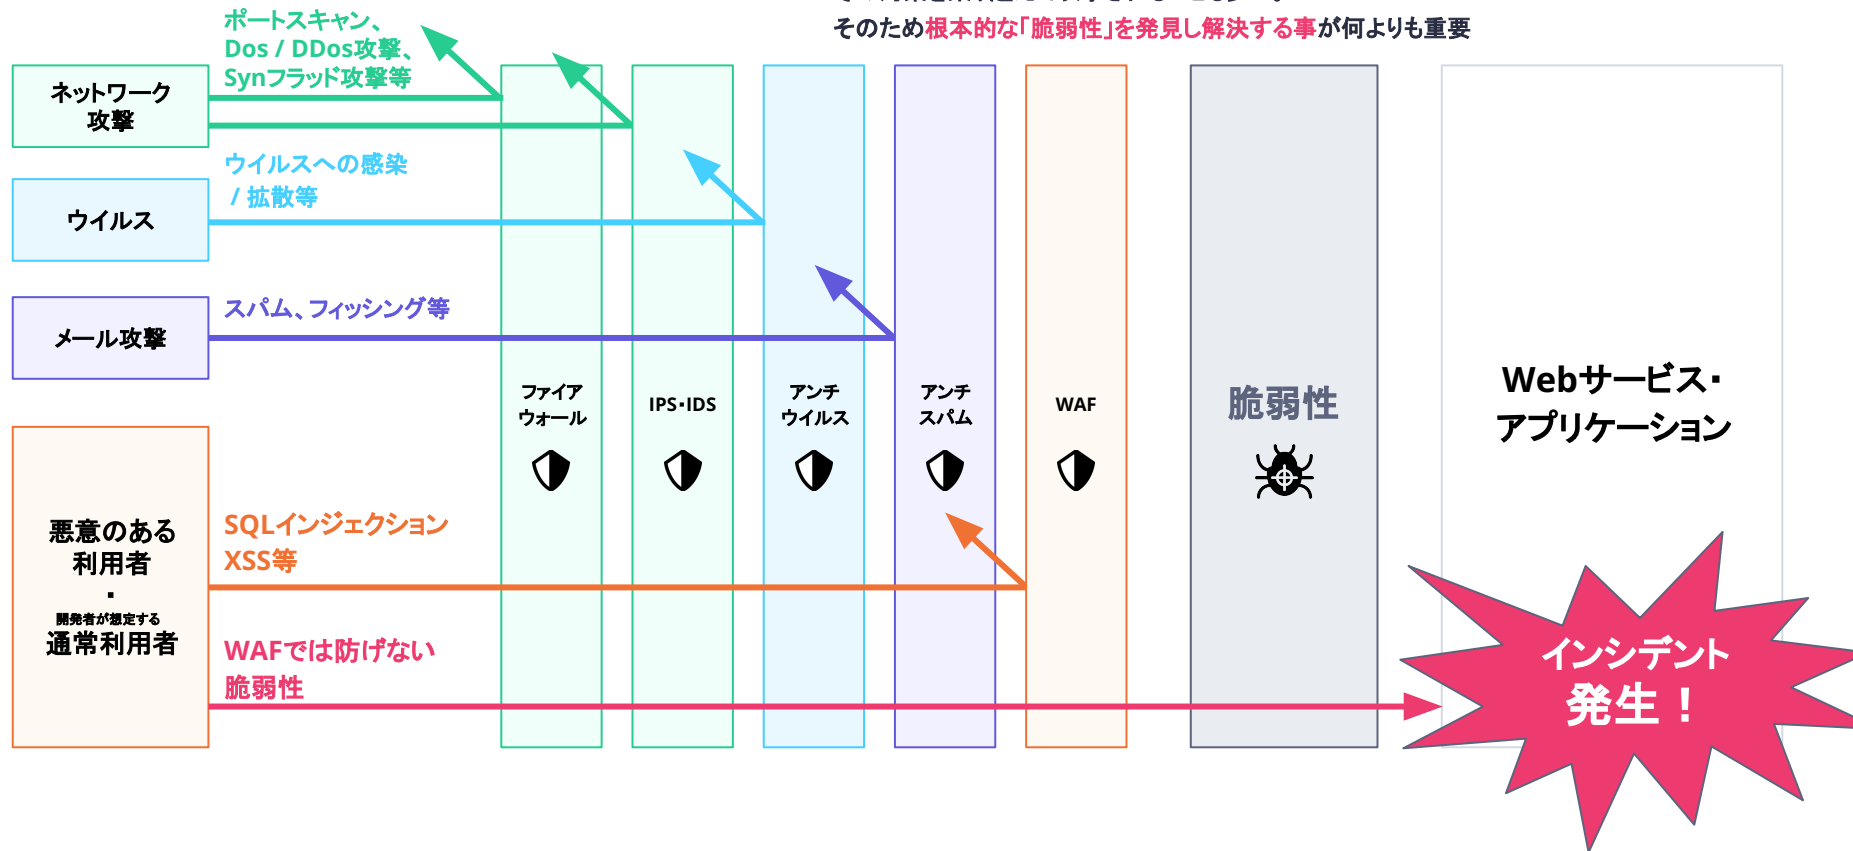 そのため根本的な「脆弱性」を発見し解決する事が何よりも重要
ポートスキャン、
Dos / DDos攻撃、
Synフラッド攻撃等
ネットワーク
攻撃
ウイルスへの感染
/ 拡散等
ウイルス
スパム、フィッシング等
メール攻撃
ファイア
ウォール
IPS・IDS
アンチ
ウイルス
アンチ
スパム
WAF
脆弱性
Webサービス・
アプリケーション
悪意のある
利用者
・
開発者が想定する
通常利用者
SQLインジェクション
XSS等
WAFでは防げない
脆弱性
インシデント
発生！